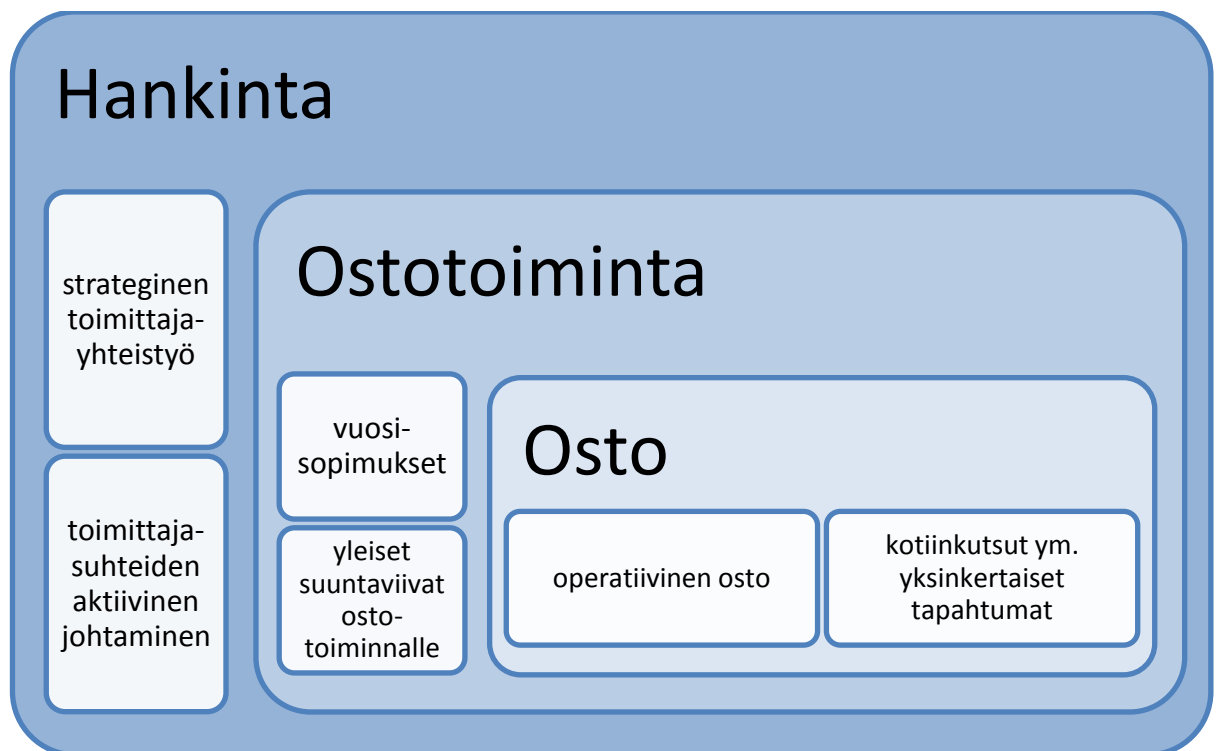 Hankinta
strateginen
toimittaja-
yhteistyö
toimittaja-
suhteiden
aktiivinen
johtaminen
Ostotoiminta
vuosi-
sopimukset
yleiset
suuntaviivat
osto-
toiminnalle
Osto
operatiivinen osto
kotiinkutsut ym.
yksinkertaiset
tapahtumat